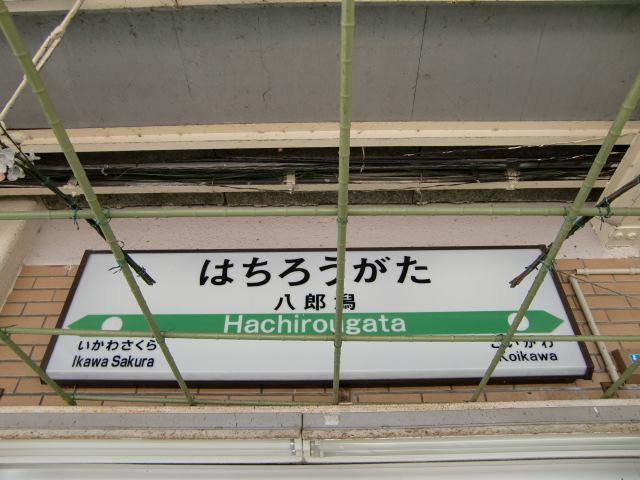 はちろうがた
八郎潟
Hachirougata
いかわさくら
Ikawa Sakura
こいかわ
Koikawa